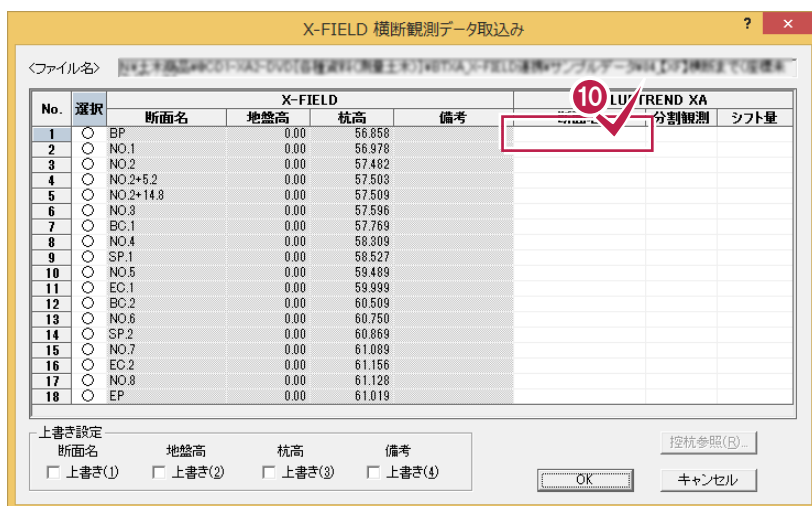 X-FIELD 横断観測データ取込み ? ×
<ファイル名>
No. 選択 X-FIELD TREND XA
断面名 地盤高 杭高 備考 分割観測 シフト量
10
1 BP 0.00 56.858
2 NO.1 0.00 56.978
3 NO.2 0.00 57.482
4 NO.2+5.2 0.00 57.503
5 NO.2+14.8 0.00 57.509
6 NO.3 0.00 57.596
7 BC.1 0.00 57.769
8 NO.4 0.00 58.309
9 SP.1 0.00 58.527
10 NO.5 0.00 59.489
11 EC.1 0.00 59.999
12 BC.2 0.00 60.509
13 NO.6 0.00 60.750
14 SP.2 0.00 60.869
15 NO.7 0.00 61.089
16 EC.2 0.00 61.156
17 NO.8 0.00 61.128
18 EP 0.00 61.019
上書き設定
断面名 地盤高 杭高 備考
上書き(1) 上書き(2) 上書き(3) 上書き(4)
控杭参照(R)...
OK キャンセル